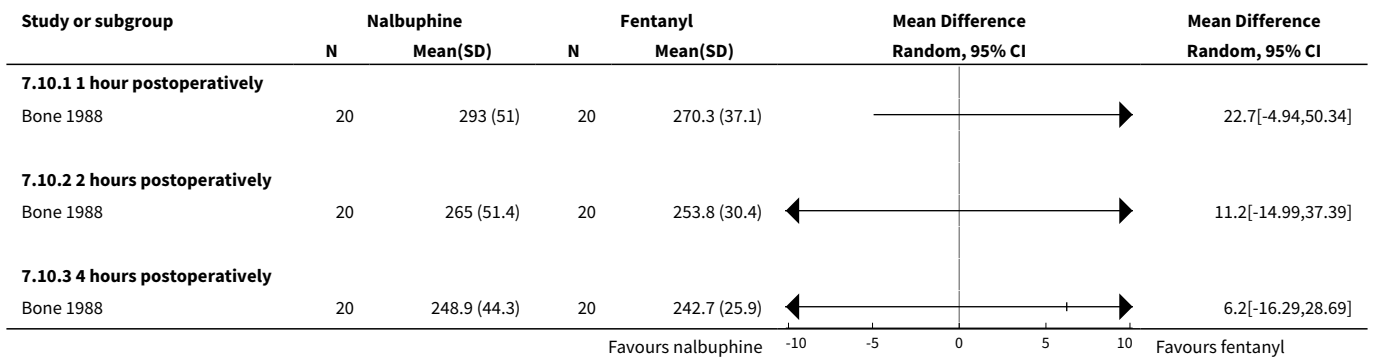 Study or subgroup Nalbuphine Fentanyl Mean Difference Mean Difference
N Mean(SD) N Mean(SD) Random, 95% CI Random, 95% CI
7.10.1 1 hour postoperatively
Bone 1988 20 293 (51) 20 270.3 (37.1) 22.7[-4.94,50.34]
7.10.2 2 hours postoperatively
Bone 1988 20 265 (51.4) 20 253.8 (30.4) 11.2[-14.99,37.39]
7.10.3 4 hours postoperatively
Bone 1988 20 248.9 (44.3) 20 242.7 (25.9) 6.2[-16.29,28.69]
Favours nalbuphine -10 -5 0 5 10 Favours fentanyl